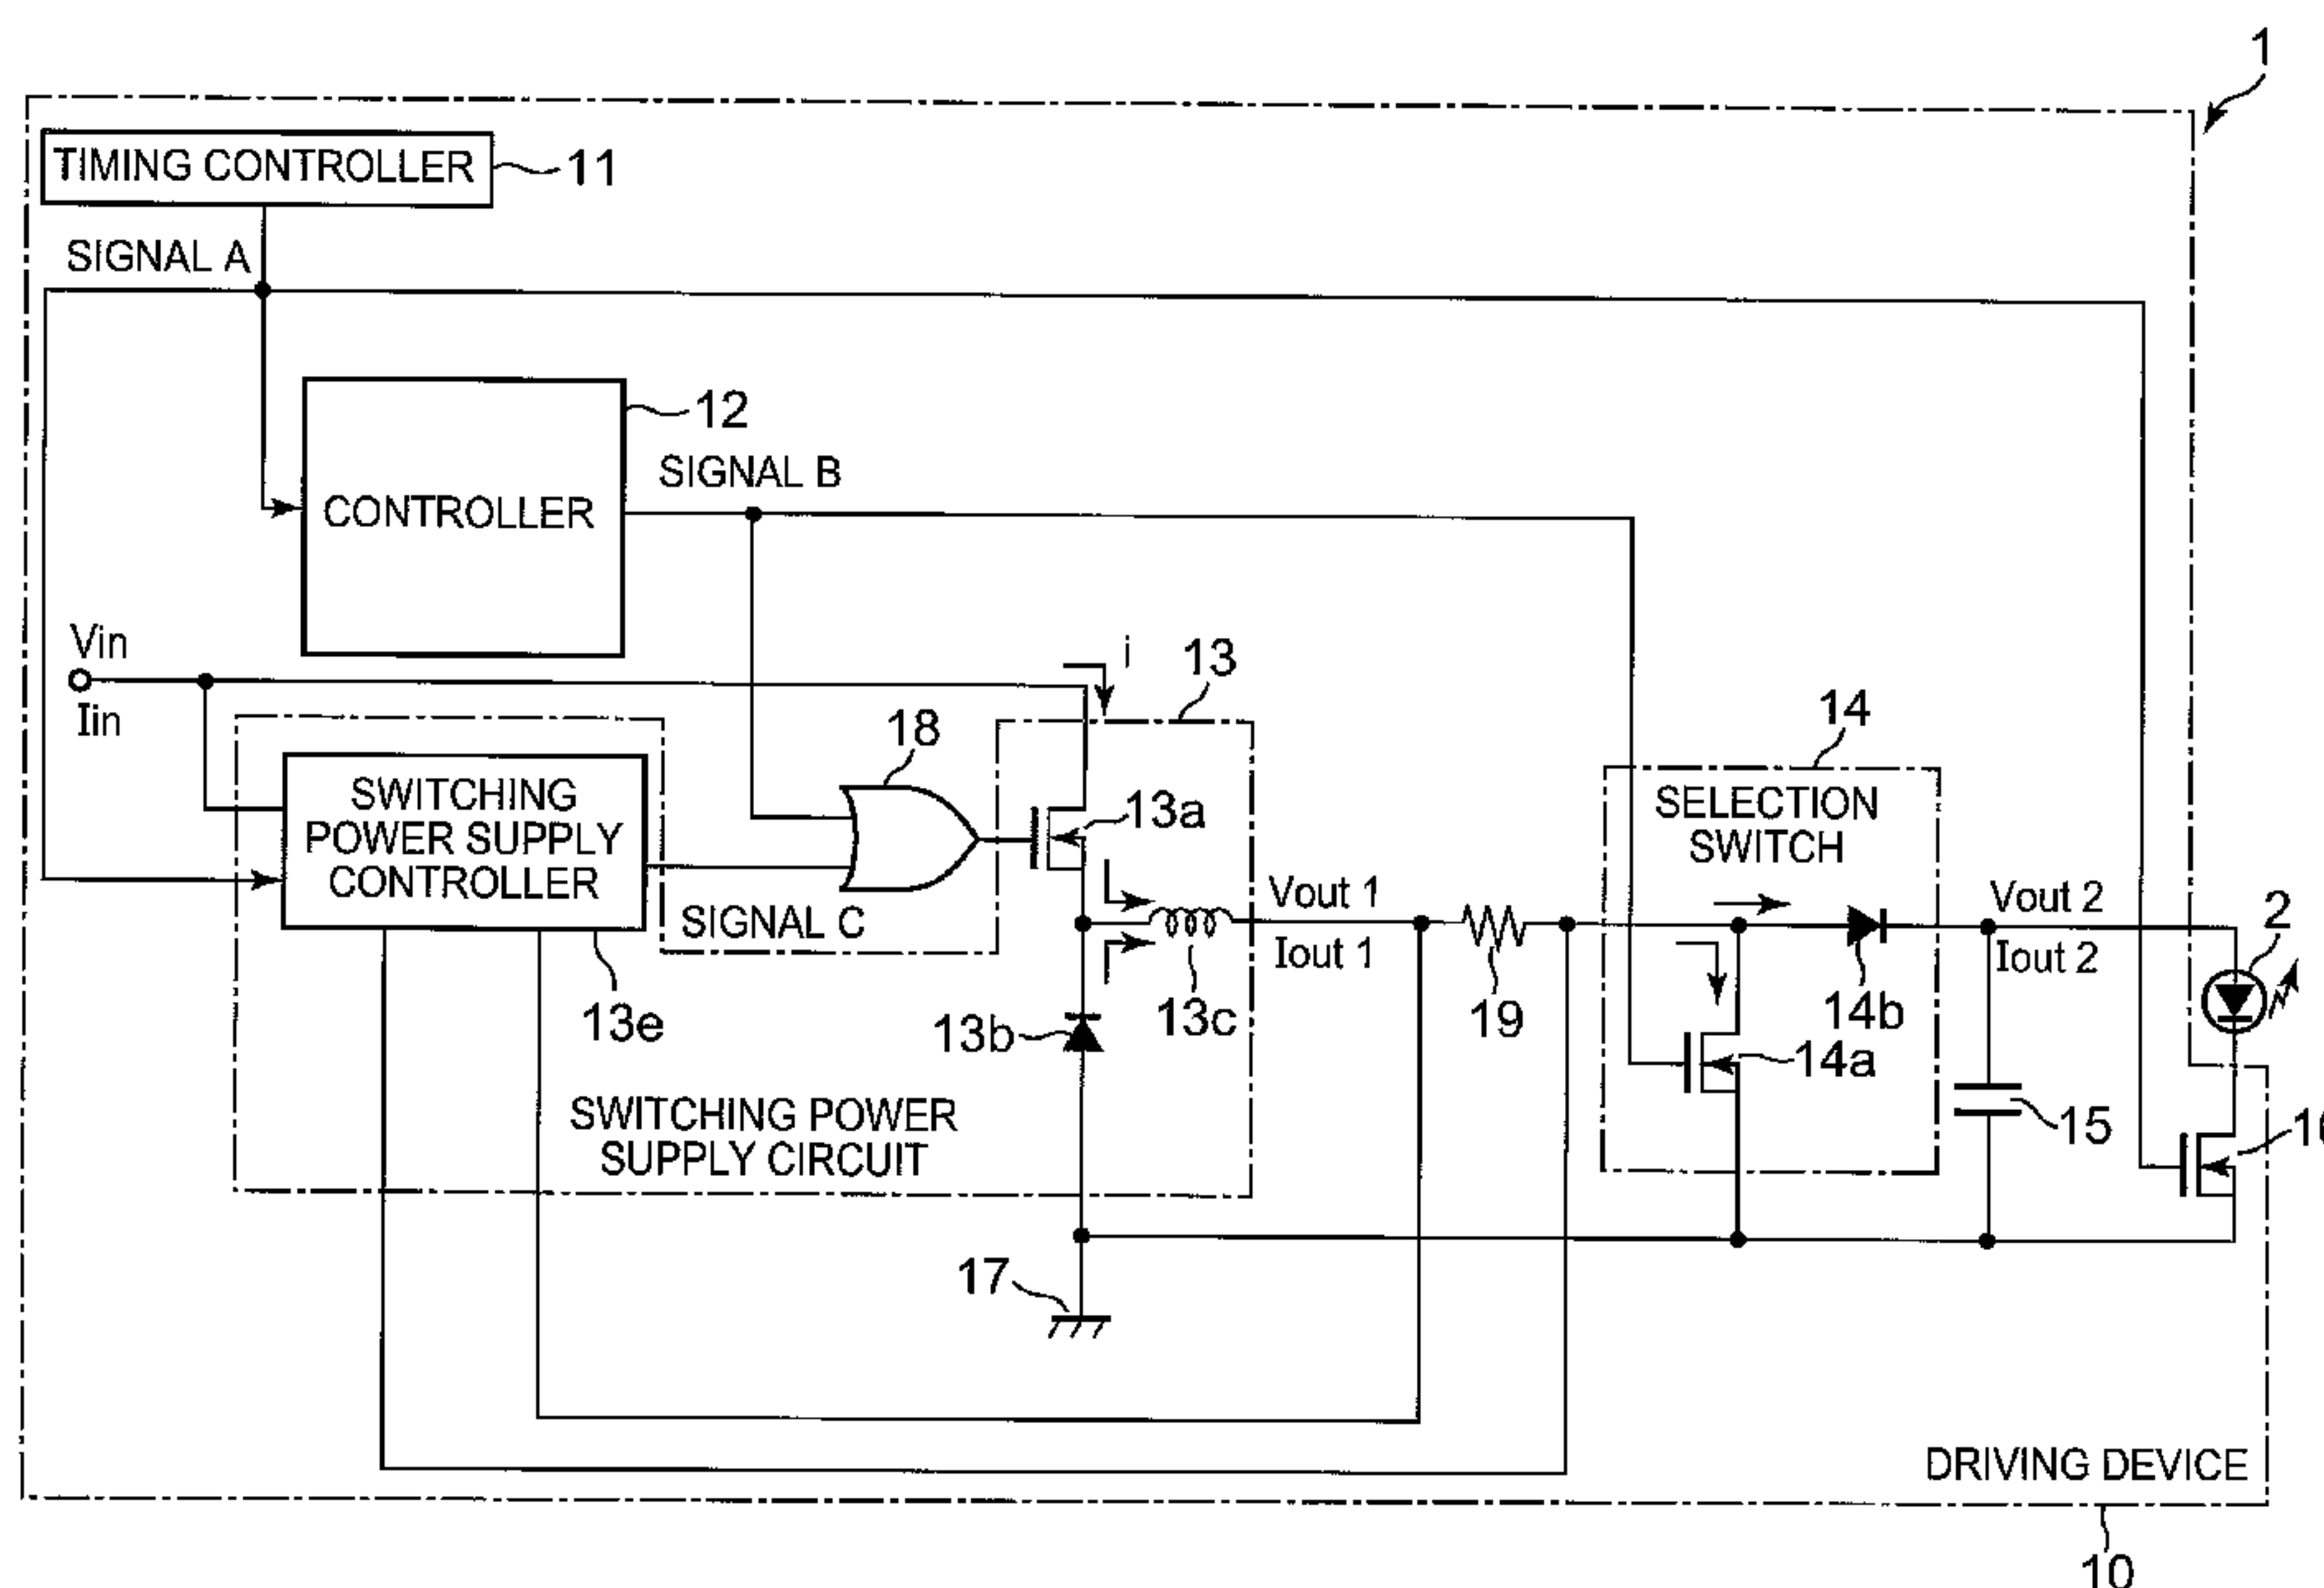 1
TIMING CONTROLLER
11
SIGNAL A
12
SIGNAL B
CONTROLLER
Vin
Iin
i
13
14
18
SWITCHING
POWER SUPPLY
CONTROLLER
13a
SELECTION
SWITCH
SIGNAL C
Vout 1
Iout 1
Vout 2
Iout 2
2
13e
13b
13c
19
14b
14a
SWITCHING POWER
SUPPLY CIRCUIT
15
17
DRIVING DEVICE
10